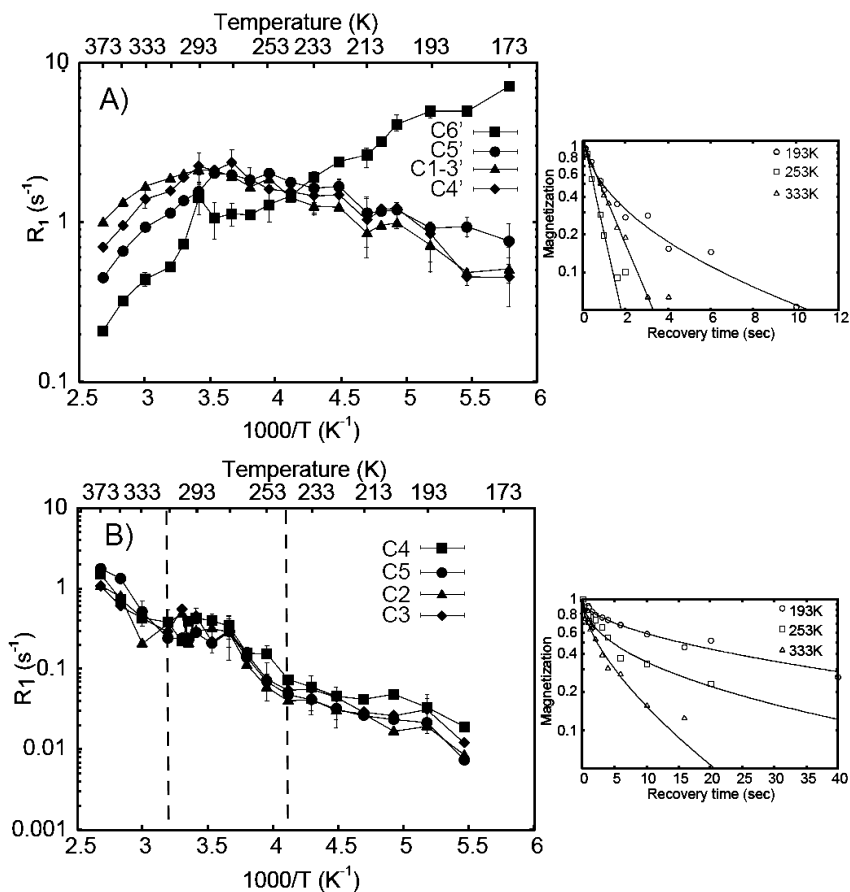 Temperature (K)
373 333 293 253 233 213 193 173
A)
10
1
0.1
R1 (s-1)
C6'
C5'
C1-3'
C4'
2.5 3 3.5 4 4.5 5 5.5 6
1000/T (K-1)
Magnetization
1
0.8
0.6
0.4
0.2
0.1
193K
253K
333K
0 2 4 6 8 10 12
Recovery time (sec)
Temperature (K)
373 333 293 253 233 213 193 173
B)
10
1
0.1
0.01
0.001
R1 (s-1)
C4
C5
C2
C3
2.5 3 3.5 4 4.5 5 5.5 6
1000/T (K-1)
Magnetization
1
0.8
0.6
0.4
0.2
0.1
193K
253K
333K
0 5 10 15 20 25 30 35 40
Recovery time (sec)